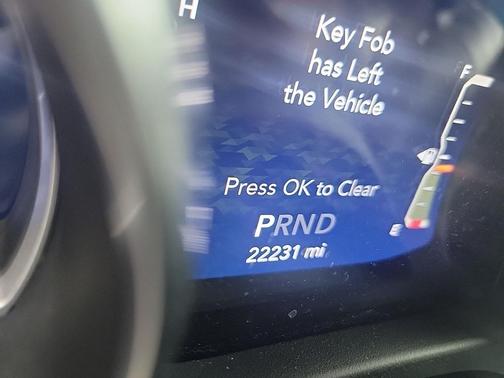 H
Key Fob
has Left
the Vehicle
F
Press OK to Clear
PRND
E
22231 mi